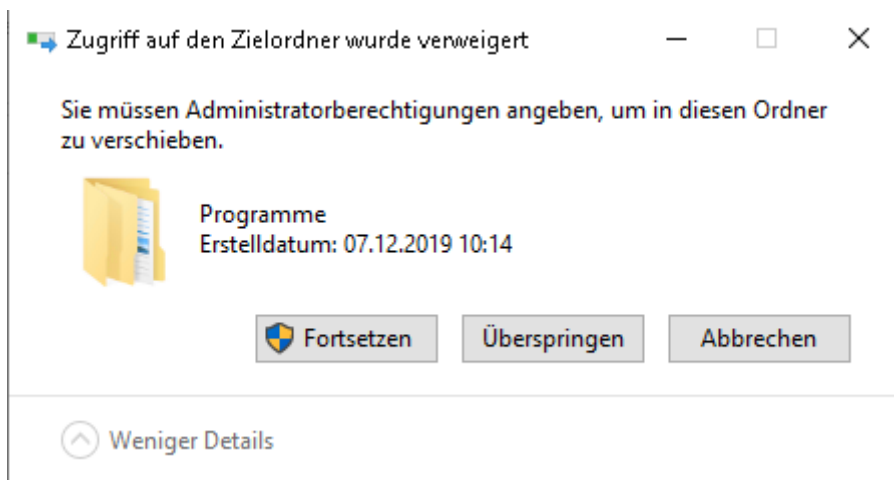 Zugriff auf den Zielordner wurde verweigert
Sie müssen Administratorberechtigungen angeben, um in diesen Ordner
zu verschieben.
Programme
Erstelldatum: 07.12.2019 10:14
Fortsetzen Überspringen Abbrechen
Weniger Details